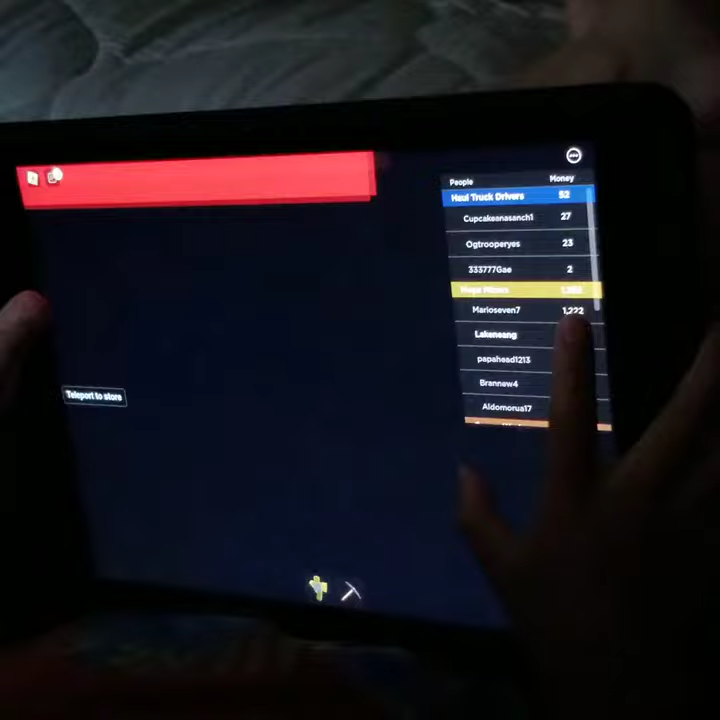 People Money
Haul Truck Drivers 52
Cupcakeanasanch1 27
Ogtrooperyes 23
333777Gae 2
Marioseven7 1,222
Lakeneang
papahead1213
Brannew4
Aldomorua17
Teleport to store